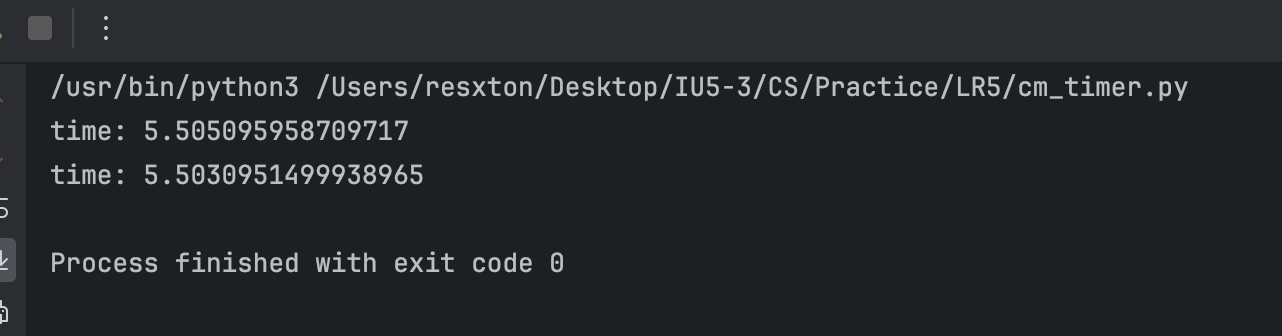 /usr/bin/python3 /Users/resxton/Desktop/IU5-3/CS/Practice/LR5/cm_timer.py
time: 5.505095958709717
time: 5.5030951499938965
Process finished with exit code 0